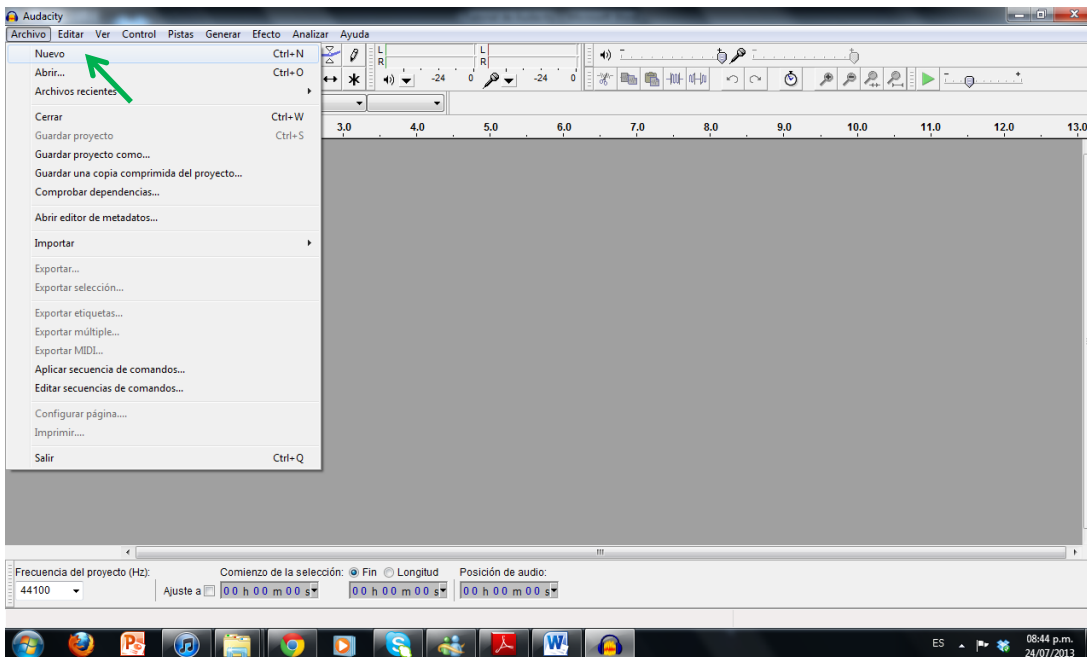 Audacity
Archivo Editar Ver Control Pistas Generar Efecto Analizar Ayuda
Nuevo Ctrl+N
Abrir... Ctrl+O
Archivos recientes
Cerrar Ctrl+W
Guardar proyecto Ctrl+S
Guardar proyecto como...
Guardar una copia comprimida del proyecto...
Comprobar dependencias...
Abrir editor de metadatos...
Importar
Exportar...
Exportar selección...
Exportar etiquetas...
Exportar múltiple...
Exportar MIDI...
Aplicar secuencia de comandos...
Editar secuencias de comandos...
Configurar página....
Imprimir....
Salir Ctrl+Q
L L
R R
-24 0 -24 0
3.0 4.0 5.0 6.0 7.0 8.0 9.0 10.0 11.0 12.0 13.0
Frecuencia del proyecto (Hz): Comienzo de la selección: Fin Longitud Posición de audio:
44100 Ajuste a 00 h 00 m 00 s 00 h 00 m 00 s 00 h 00 m 00 s
ES 08:44 p.m.
24/07/2013